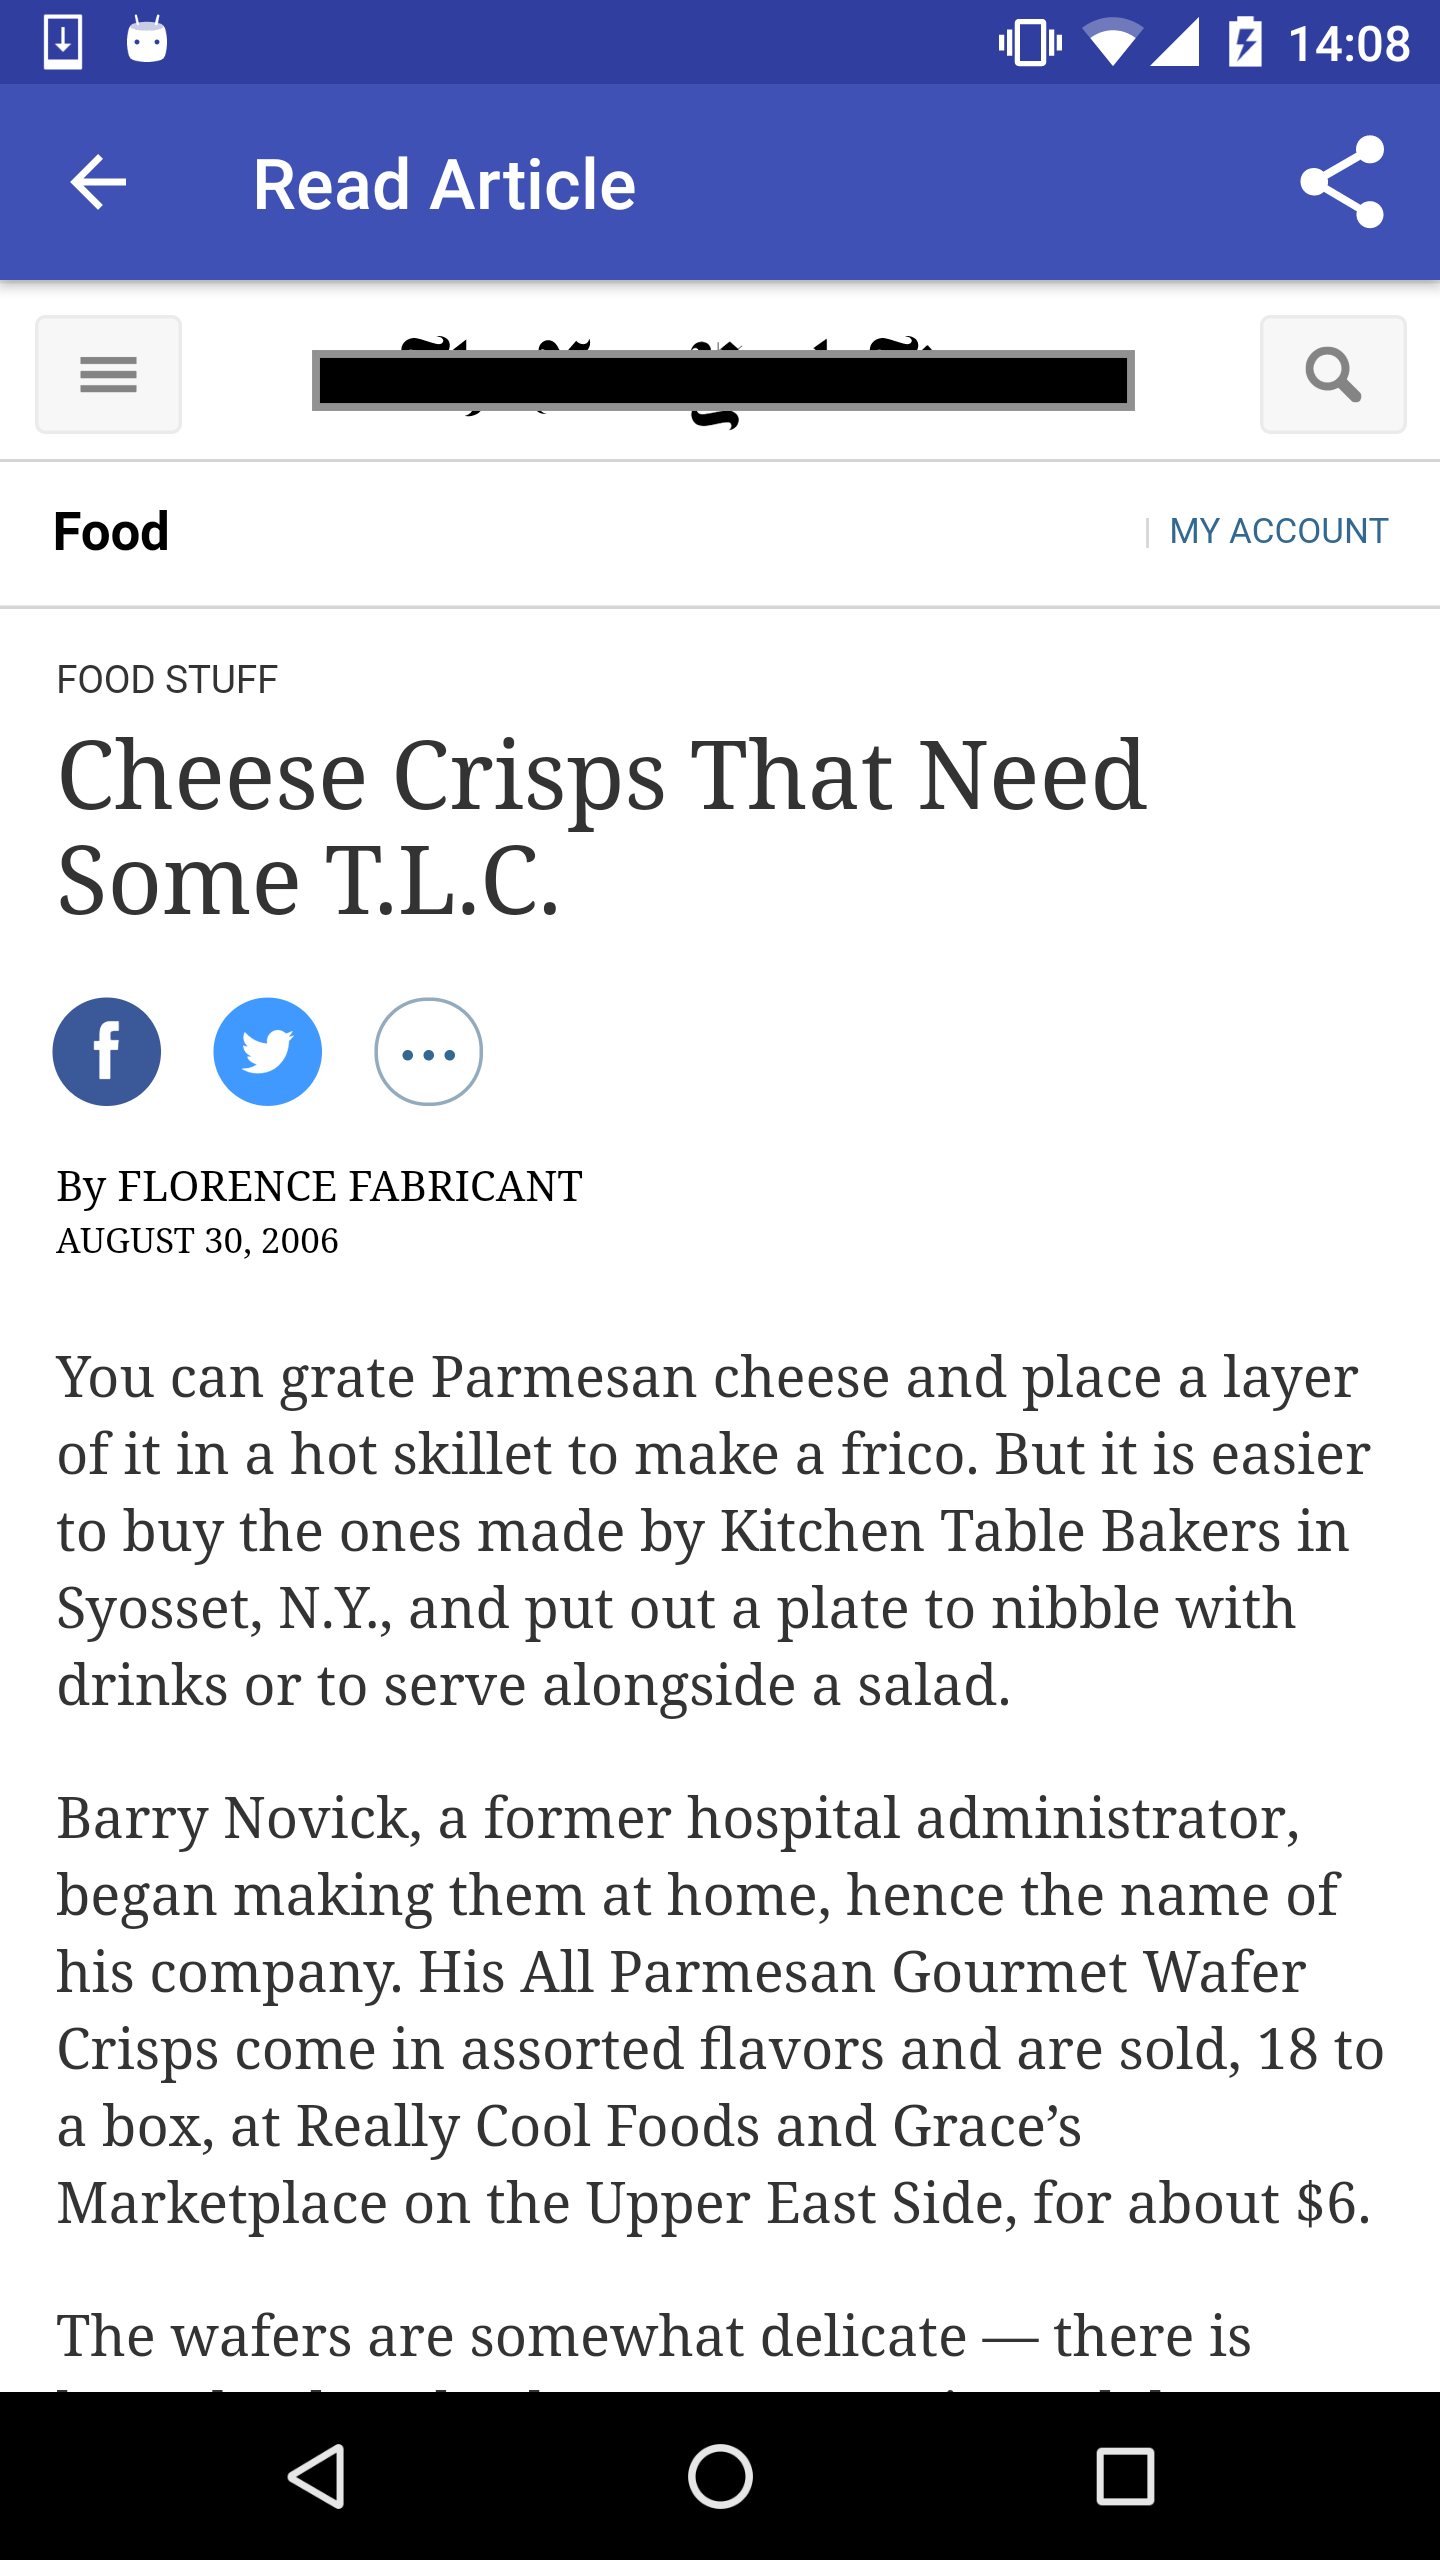 14:08
Read Article
Food
| MY ACCOUNT
FOOD STUFF
Cheese Crisps That Need
Some T.L.C.
By FLORENCE FABRICANT
AUGUST 30, 2006
You can grate Parmesan cheese and place a layer
of it in a hot skillet to make a frico. But it is easier
to buy the ones made by Kitchen Table Bakers in
Syosset, N.Y., and put out a plate to nibble with
drinks or to serve alongside a salad.
Barry Novick, a former hospital administrator,
began making them at home, hence the name of
his company. His All Parmesan Gourmet Wafer
Crisps come in assorted flavors and are sold, 18 to
a box, at Really Cool Foods and Grace’s
Marketplace on the Upper East Side, for about $6.
The wafers are somewhat delicate — there is